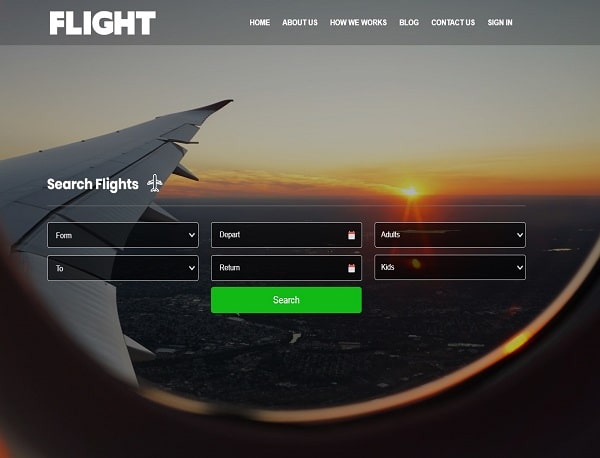 FLIGHT
HOME ABOUT US HOW WE WORKS BLOG CONTACT US SIGN IN
Search Flights
Form Depart Adults
To Return Kids
Search